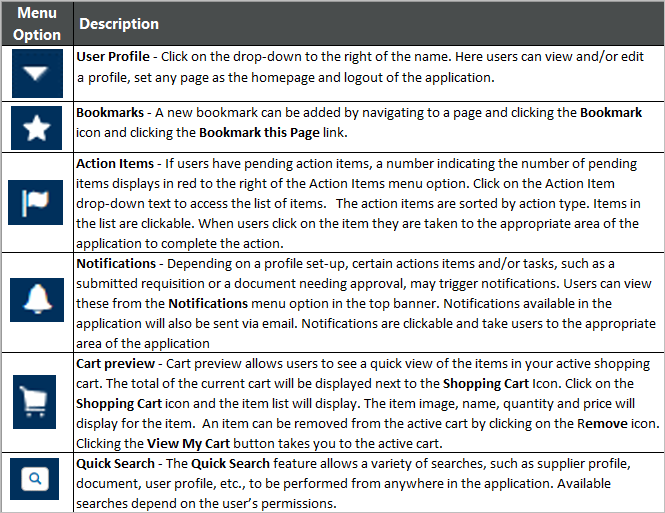 Menu Option Description
User Profile - Click on the drop-down to the right of the name. Here users can view and/or edit
a profile, set any page as the homepage and logout of the application.
Bookmarks - A new bookmark can be added by navigating to a page and clicking the Bookmark
icon and clicking the Bookmark this Page link.
Action Items - If users have pending action items, a number indicating the number of pending
items displays in red to the right of the Action Items menu option. Click on the Action Item
drop-down text to access the list of items.   The action items are sorted by action type. Items in
the list are clickable. When users click on the item they are taken to the appropriate area of the
application to complete the action.
Notifications - Depending on a profile set-up, certain actions items and/or tasks, such as a
submitted requisition or a document needing approval, may trigger notifications. Users can view
these from the Notifications menu option in the top banner. Notifications available in the
application will also be sent via email. Notifications are clickable and take users to the appropriate
area of the application
Cart preview - Cart preview allows users to see a quick view of the items in your active shopping
cart. The total of the current cart will be displayed next to the Shopping Cart Icon. Click on the
Shopping Cart icon and the item list will display. The item image, name, quantity and price will
display for the item.  An item can be removed from the active cart by clicking on the Remove icon.
Clicking the View My Cart button takes you to the active cart.
Quick Search - The Quick Search feature allows a variety of searches, such as supplier profile,
document, user profile, etc., to be performed from anywhere in the application. Available
searches depend on the user's permissions.